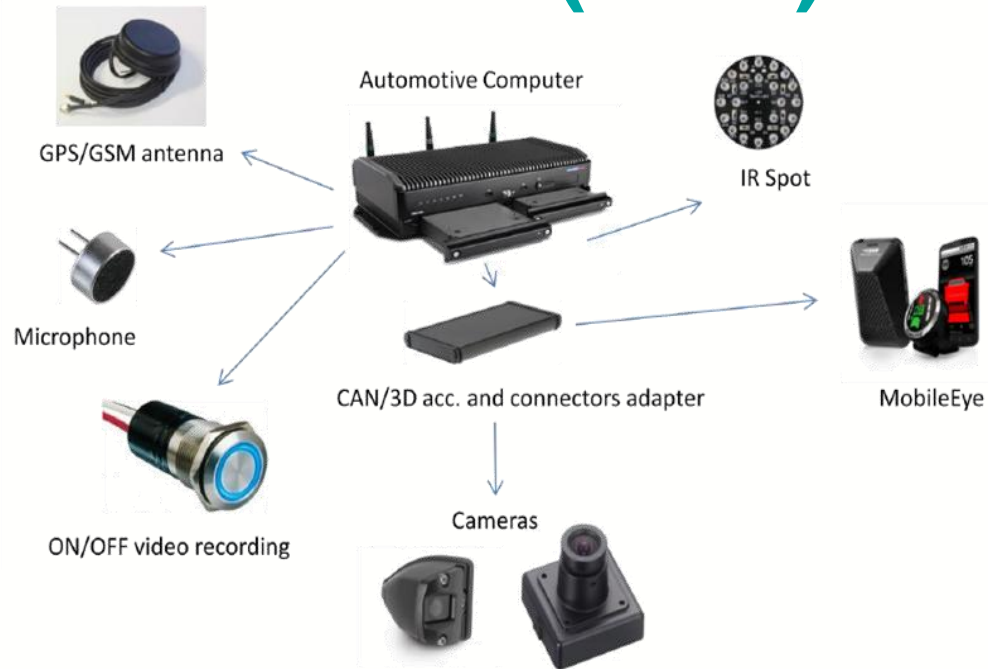 Automotive Computer
GPS/GSM antenna
IR Spot
Microphone
CAN/3D acc. and connectors adapter
MobileEye
ON/OFF video recording
Cameras
105